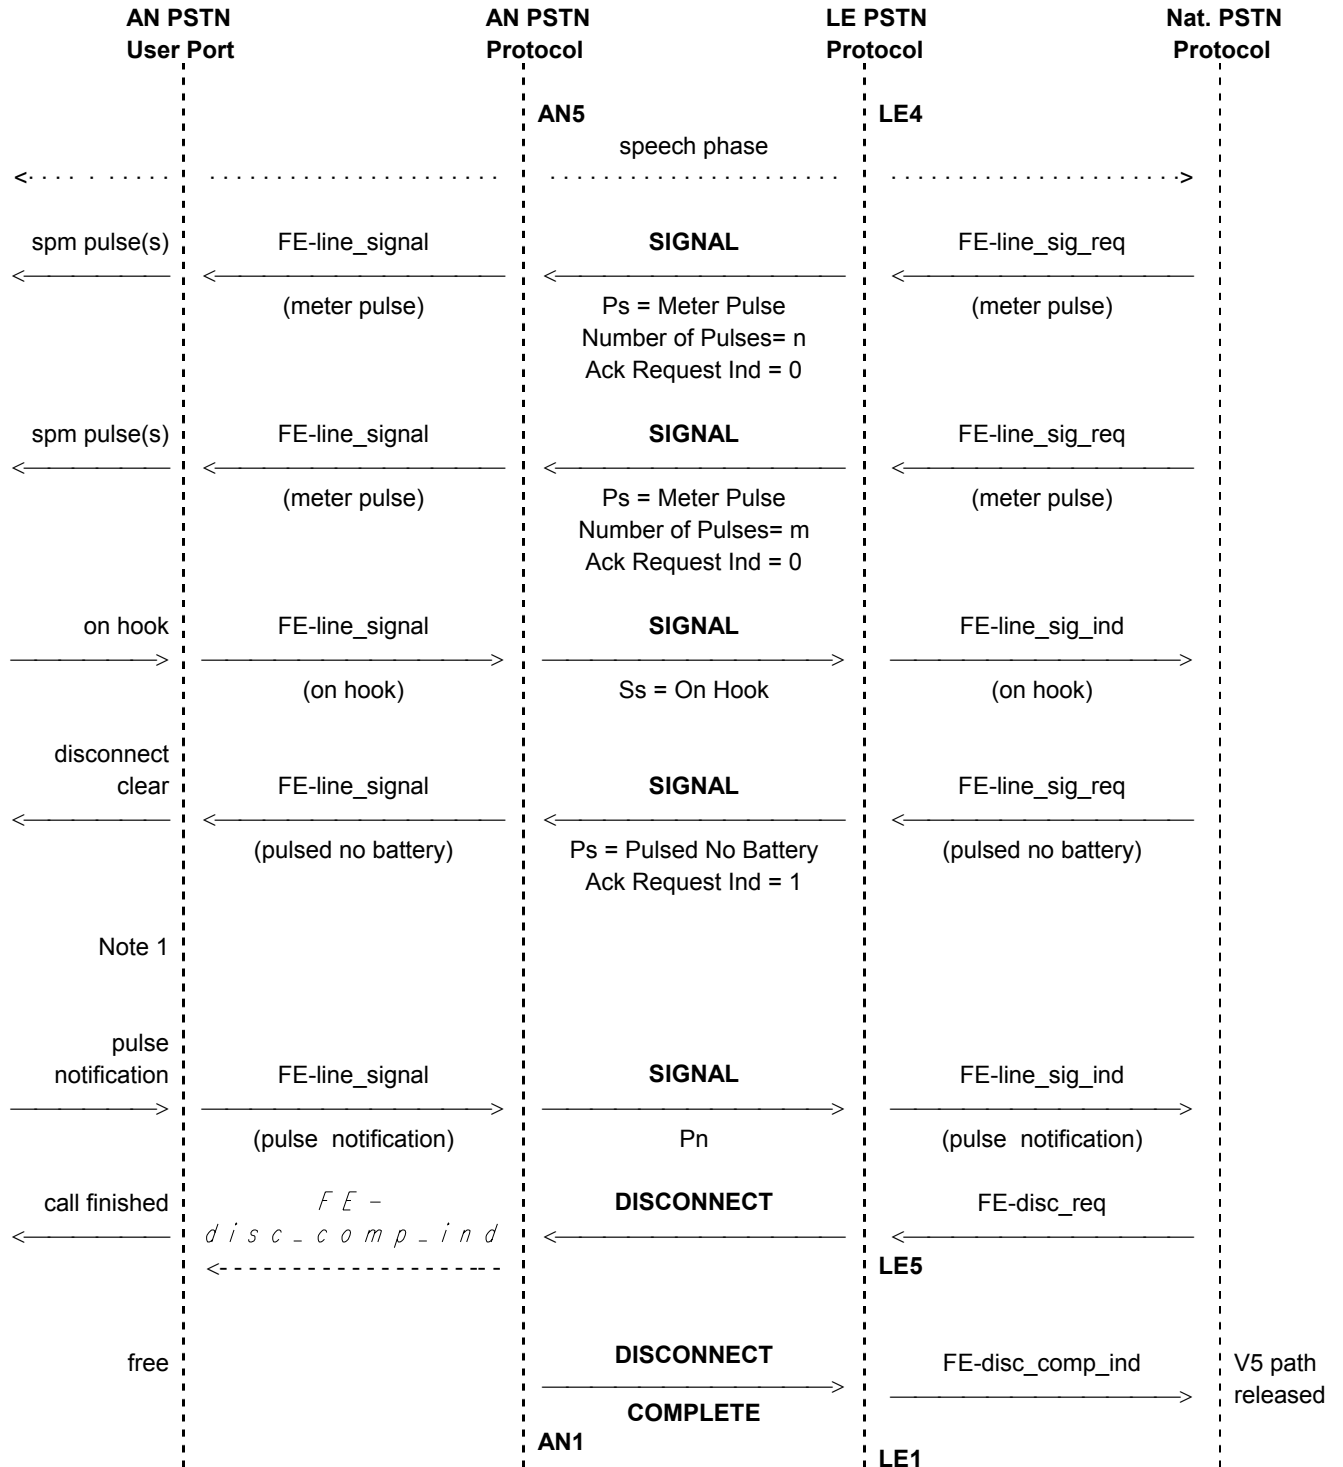 AN PSTN AN PSTN LE PSTN Nat. PSTN
User Port Protocol Protocol Protocol
AN5 LE4
speech phase
spm pulse(s) FE-line_signal SIGNAL FE-line_sig_req
(meter pulse) Ps = Meter Pulse (meter pulse)
Number of Pulses= n
Ack Request Ind = 0
spm pulse(s) FE-line_signal SIGNAL FE-line_sig_req
(meter pulse) Ps = Meter Pulse (meter pulse)
Number of Pulses= m
Ack Request Ind = 0
on hook FE-line_signal SIGNAL FE-line_sig_ind
(on hook) Ss = On Hook (on hook)
disconnect
clear FE-line_signal SIGNAL FE-line_sig_req
(pulsed no battery) Ps = Pulsed No Battery (pulsed no battery)
Ack Request Ind = 1
Note 1
pulse
notification FE-line_signal SIGNAL FE-line_sig_ind
(pulse notification) Pn (pulse notification)
call finished FE- DISCONNECT FE-disc_req
disc_comp_ind
LE5
free DISCONNECT FE-disc_comp_ind V5 path
COMPLETE released
AN1
LE1